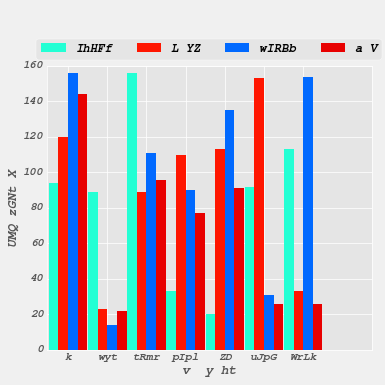 IhHFf L YZ wIRBb a V
160
140
120
100
80
60
40
20
0
UMQ zGNt X
k wyt tRmr pIpl ZD uJpG WrLk
v y ht